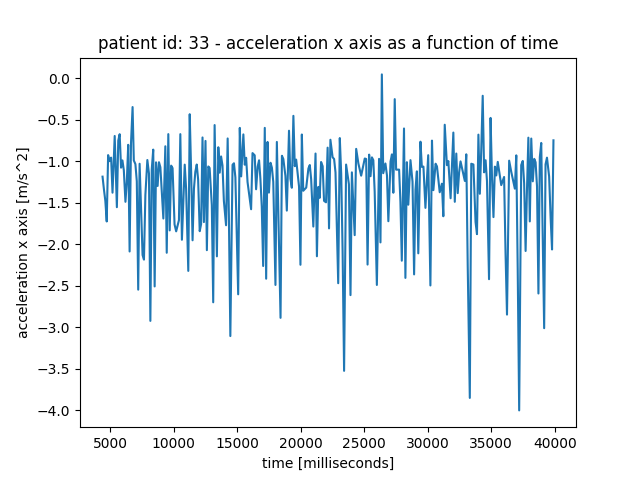 patient id: 33 - acceleration x axis as a function of time
acceleration x axis [m/s^2]
0.0
−0.5
−1.0
−1.5
−2.0
−2.5
−3.0
−3.5
−4.0
5000 10000 15000 20000 25000 30000 35000 40000
time [milliseconds]